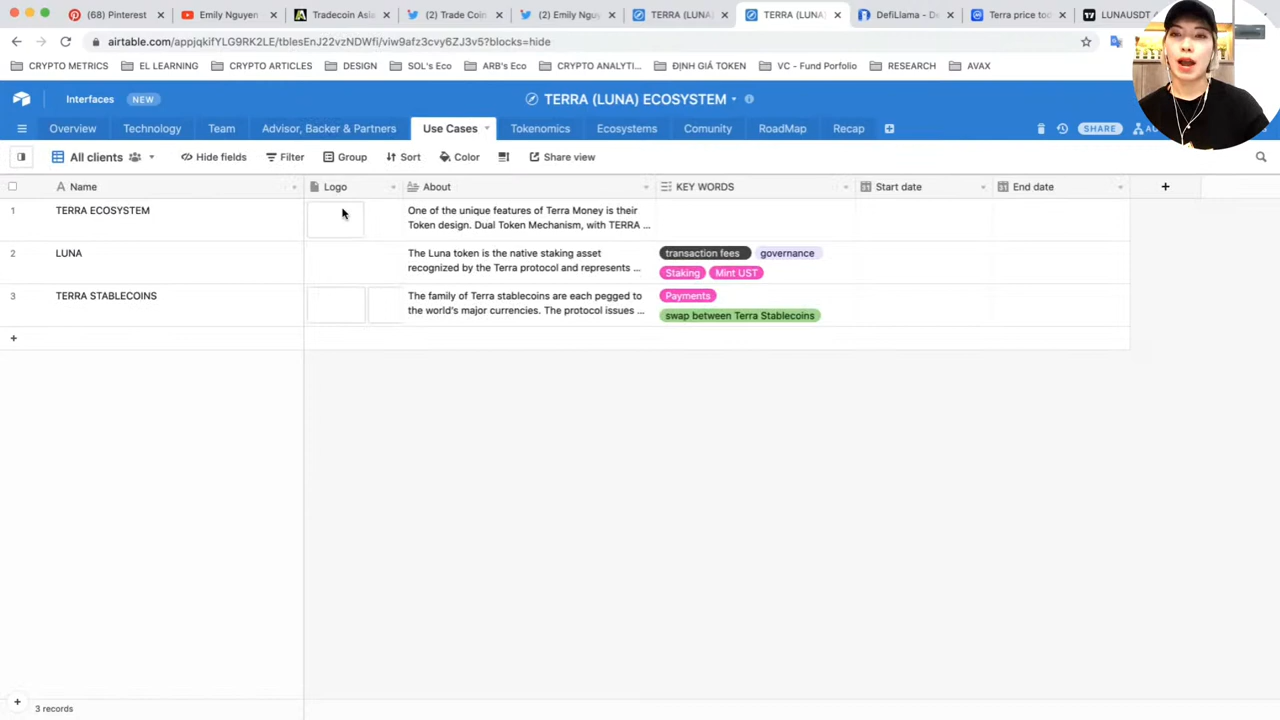 (68) Pinterest
Emily Nguyen
Tradecoin Asia
(2) Trade Coin
(2) Emily Nguy
TERRA (LUNA)
TERRA (LUNA)
DefiLlama - De
Terra price too
LUNAUSDT
airtable.com/appjqkifYLG9RK2LE/tblesEnJ22vzNDWfi/viw9afz3cvy6ZJ3v5?blocks=hide
CRYPTO METRICS
EL LEARNING
CRYPTO ARTICLES
DESIGN
SOL's Eco
ARB's Eco
CRYPTO ANALYTI...
ĐỊNH GIÁ TOKEN
VC - Fund Porfolio
RESEARCH
AVAX
Interfaces
NEW
TERRA (LUNA) ECOSYSTEM
Overview
Technology
Team
Advisor, Backer & Partners
Use Cases
Tokenomics
Ecosystems
Comunity
RoadMap
Recap
SHARE
All clients
Hide fields
Filter
Group
Sort
Color
Share view
Name
Logo
About
KEY WORDS
Start date
End date
1
TERRA ECOSYSTEM
One of the unique features of Terra Money is their
Token design. Dual Token Mechanism, with TERRA ...
2
LUNA
The Luna token is the native staking asset
recognized by the Terra protocol and represents ...
transaction fees
governance
Staking
Mint UST
3
TERRA STABLECOINS
The family of Terra stablecoins are each pegged to
the world's major currencies. The protocol issues ...
Payments
swap between Terra Stablecoins
3 records